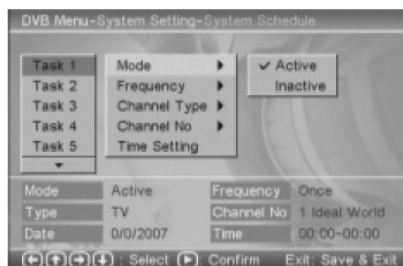 DVB Menu-System Setting-System Schedule
Task 1 Mode Active
Task 2 Frequency Inactive
Task 3 Channel Type
Task 4 Channel No
Task 5 Time Setting
Mode Active Frequency Once
Type TV Channel No 1 Ideal World
Date 0/0/2007 Time 00:00~00:00
: Select : Confirm Exit: Save & Exit